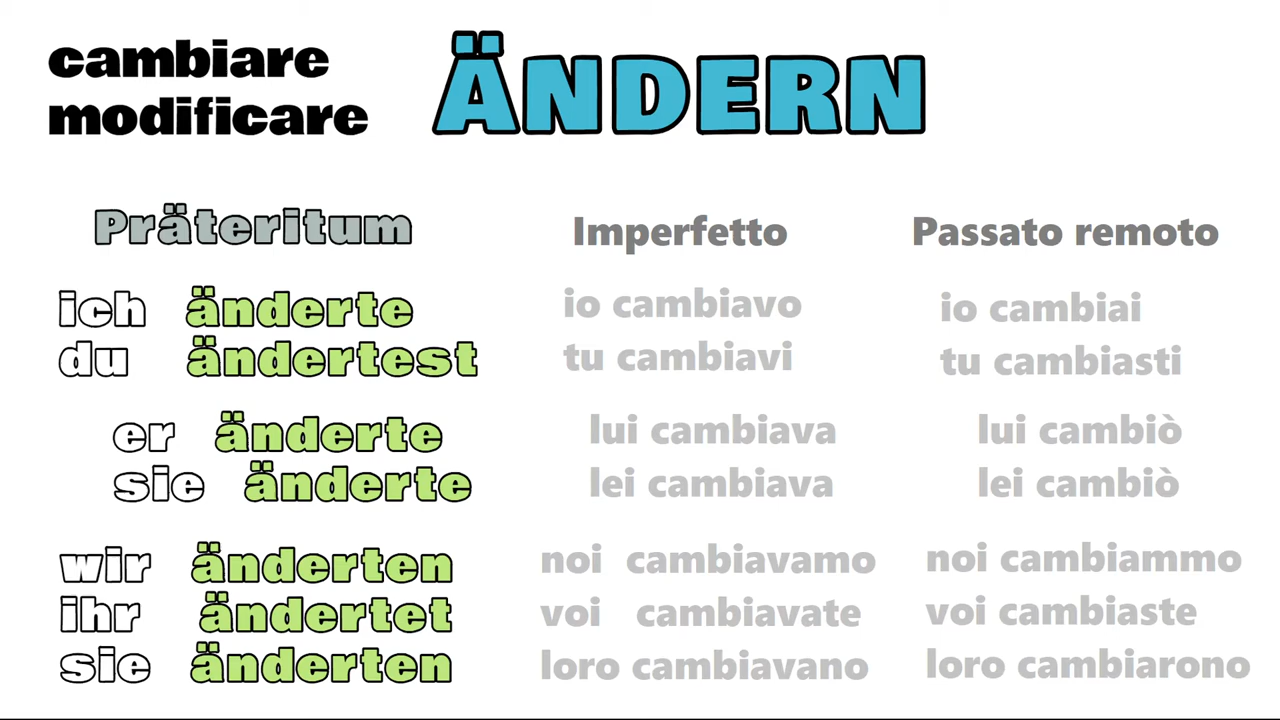 cambiare
modificare
ÄNDERN
Präteritum Imperfetto Passato remoto
ich änderte io cambiavo io cambiai
du ändertest tu cambiavi tu cambiasti
er änderte lui cambiava lui cambiò
sie änderte lei cambiava lei cambiò
wir änderten noi cambiavamo noi cambiammo
ihr ändertet voi cambiavate voi cambiaste
sie änderten loro cambiavano loro cambiarono